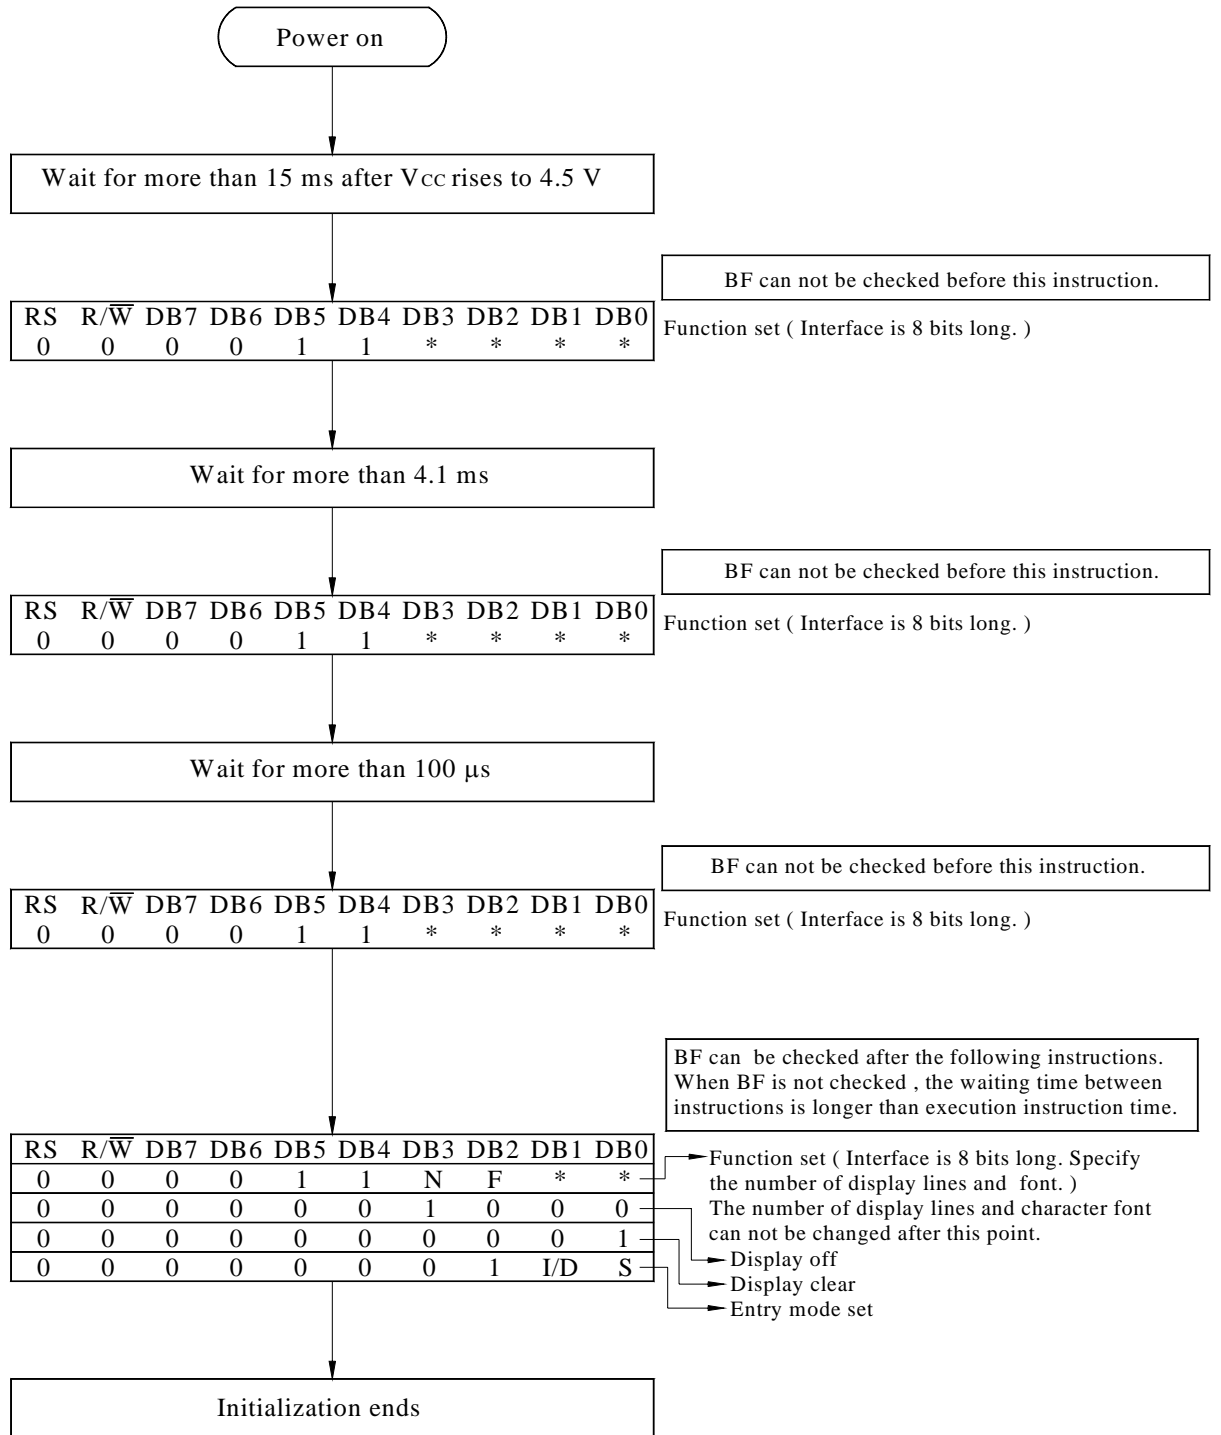 Power on
Wait for more than 15 ms after VCC rises to 4.5 V
BF can not be checked before this instruction.
RS R/W̅ DB7 DB6 DB5 DB4 DB3 DB2 DB1 DB0
0 0 0 0 1 1 * * * *
Function set ( Interface is 8 bits long. )
Wait for more than 4.1 ms
BF can not be checked before this instruction.
RS R/W̅ DB7 DB6 DB5 DB4 DB3 DB2 DB1 DB0
0 0 0 0 1 1 * * * *
Function set ( Interface is 8 bits long. )
Wait for more than 100 μs
BF can not be checked before this instruction.
RS R/W̅ DB7 DB6 DB5 DB4 DB3 DB2 DB1 DB0
0 0 0 0 1 1 * * * *
Function set ( Interface is 8 bits long. )
BF can be checked after the following instructions.
When BF is not checked , the waiting time between
instructions is longer than execution instruction time.
RS R/W̅ DB7 DB6 DB5 DB4 DB3 DB2 DB1 DB0
0 0 0 0 1 1 N F * *
0 0 0 0 0 0 1 0 0 0
0 0 0 0 0 0 0 0 0 1
0 0 0 0 0 0 0 1 I/D S
Function set ( Interface is 8 bits long. Specify
the number of display lines and font. )
The number of display lines and character font
can not be changed after this point.
Display off
Display clear
Entry mode set
Initialization ends